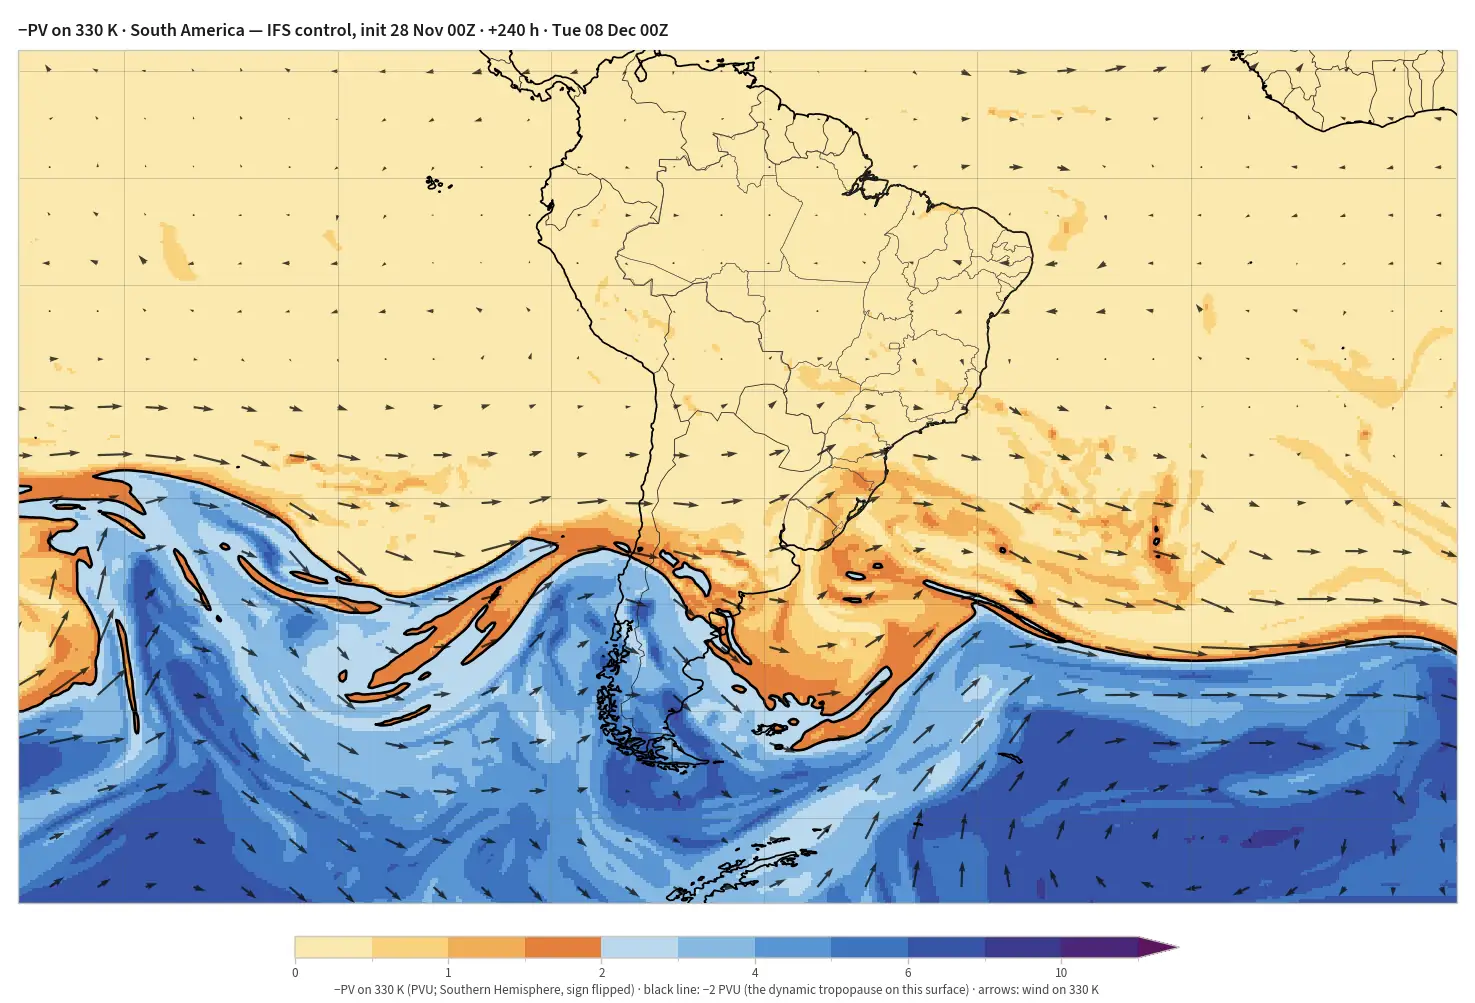 −PV on 330 K · South America — IFS control, init 28 Nov 00Z · +240 h · Tue 08 Dec 00Z
0 1 2 4 6 10
−PV on 330 K (PVU; Southern Hemisphere, sign flipped) · black line: −2 PVU (the dynamic tropopause on this surface) · arrows: wind on 330 K